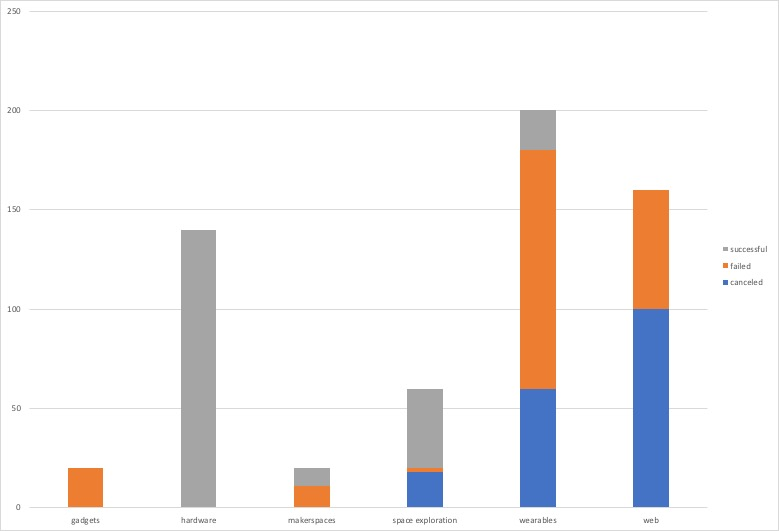 250
200
150
100
50
0
gadgets
hardware
makerspaces
space exploration
wearables
web
successful
failed
canceled